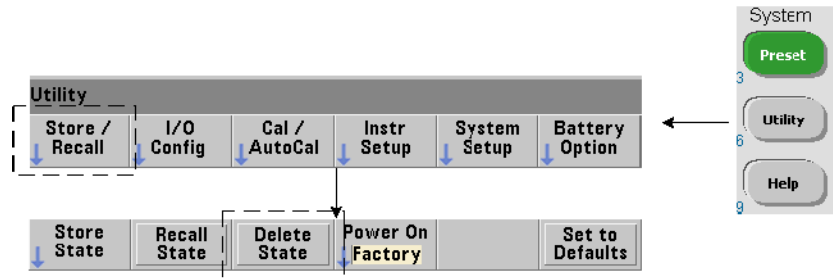 System
Preset
3
Utility
6
Help
9
Utility
Store / Recall
I/O Config
Cal / AutoCal
Instr Setup
System Setup
Battery Option
Store State
Recall State
Delete State
Power On Factory
Set to Defaults